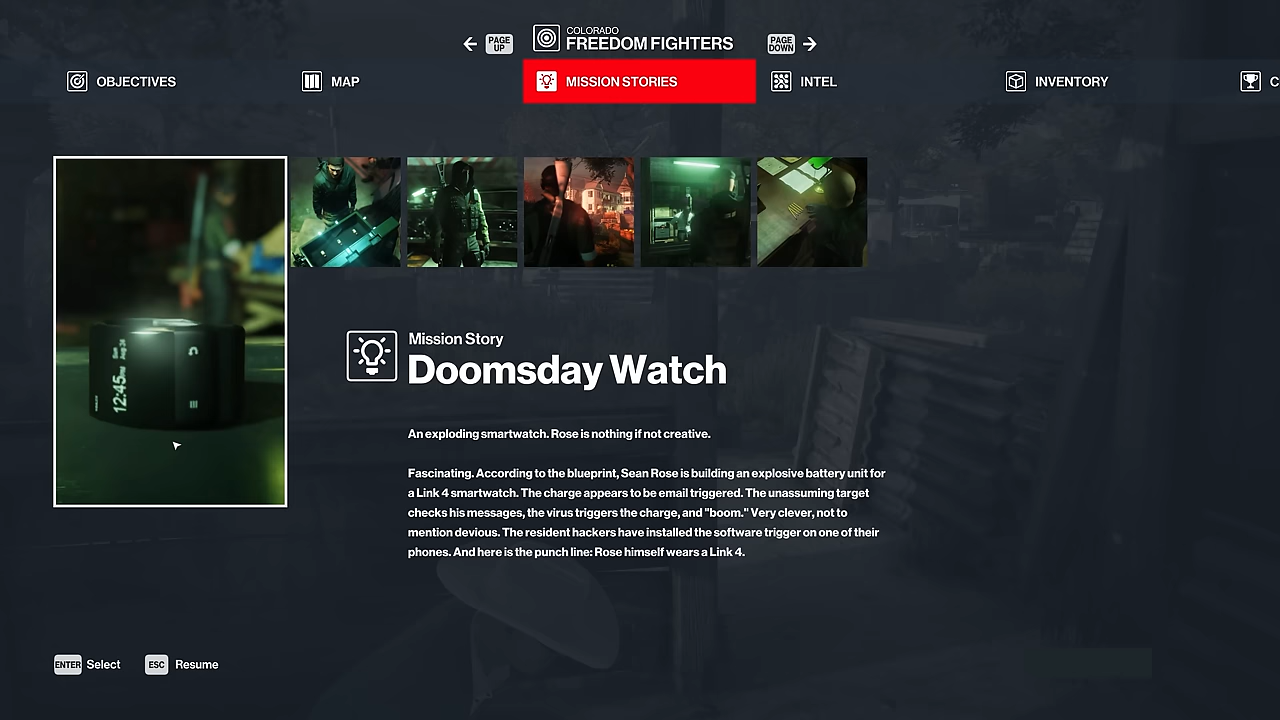 COLORADO
PAGE UP
FREEDOM FIGHTERS
PAGE DOWN
OBJECTIVES
MAP
MISSION STORIES
INTEL
INVENTORY
C
12:45
Sun
Aug 24
Mission Story
Doomsday Watch
An exploding smartwatch. Rose is nothing if not creative.
Fascinating. According to the blueprint, Sean Rose is building an explosive battery unit for
a Link 4 smartwatch. The charge appears to be email triggered. The unassuming target
checks his messages, the virus triggers the charge, and "boom." Very clever, not to
mention devious. The resident hackers have installed the software trigger on one of their
phones. And here is the punch line: Rose himself wears a Link 4.
ENTER Select
ESC Resume